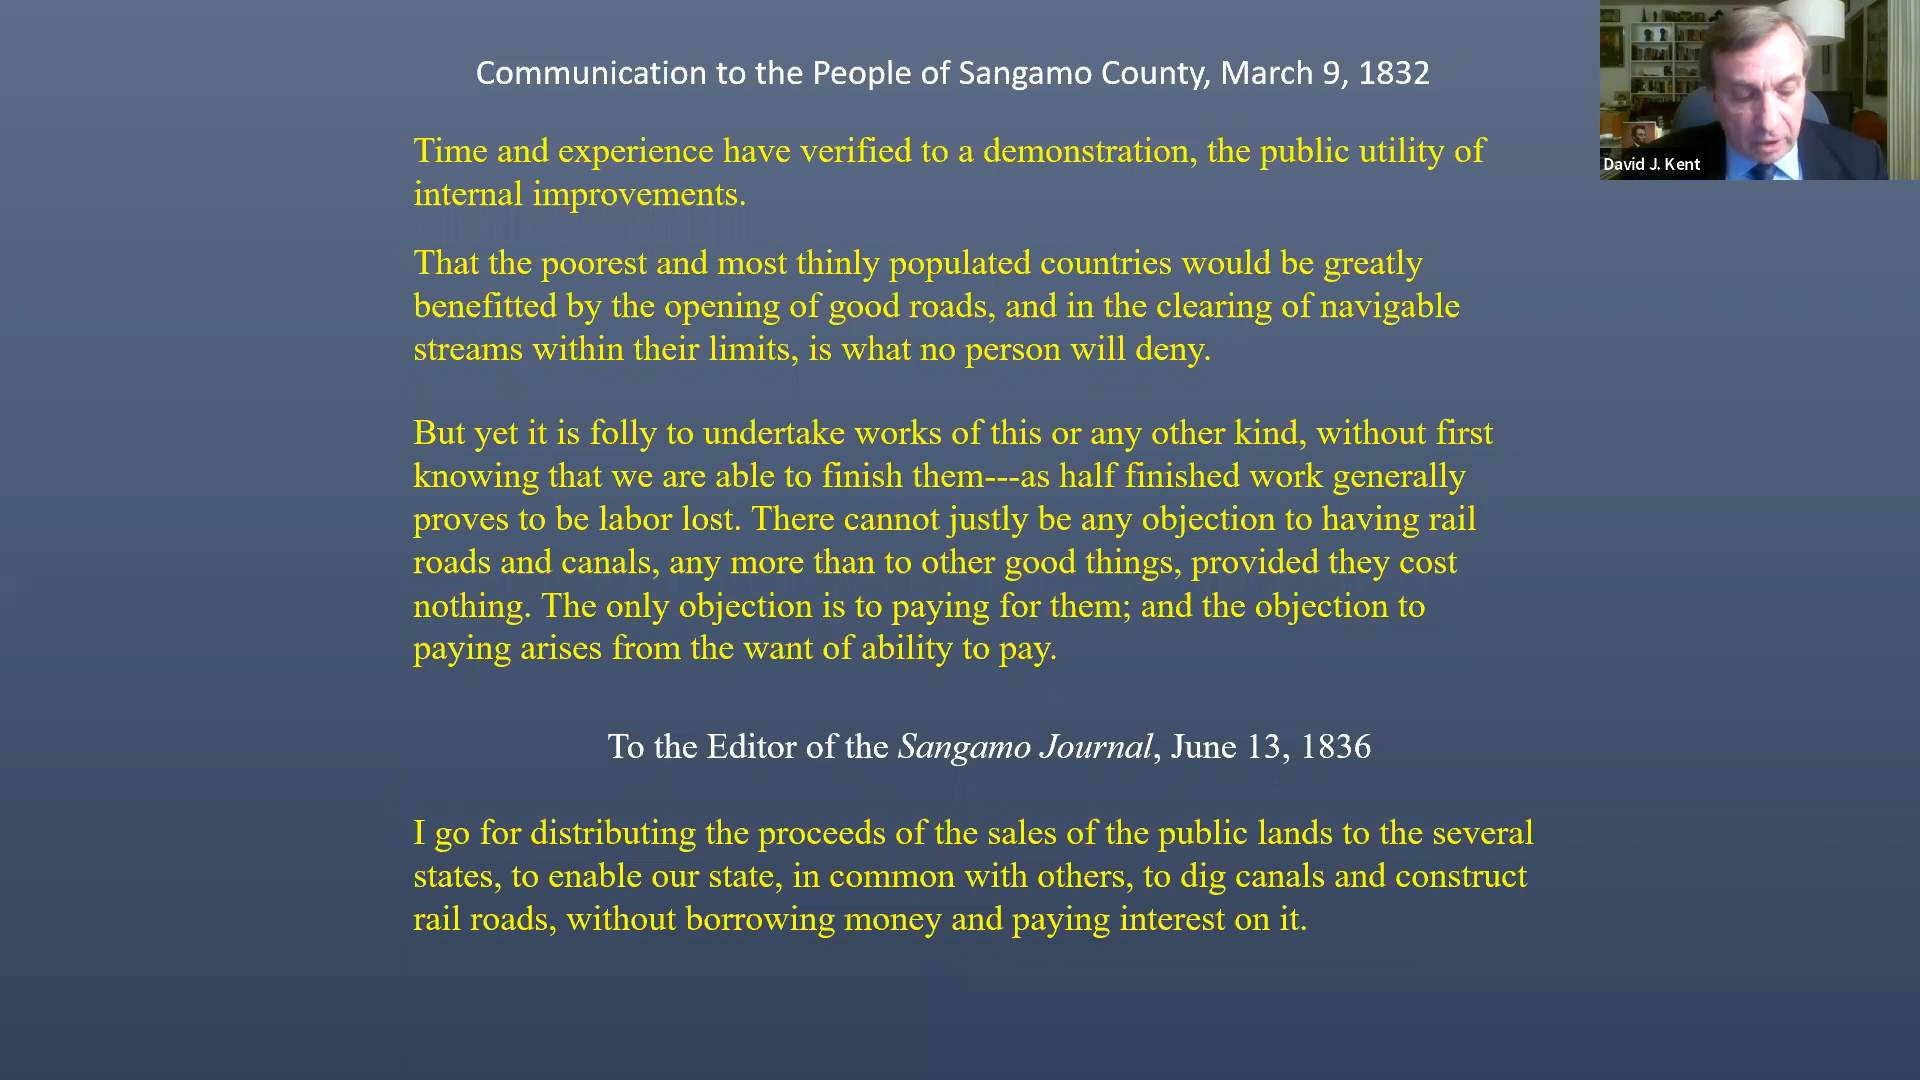 Communication to the People of Sangamo County, March 9, 1832
David J. Kent
Time and experience have verified to a demonstration, the public utility of
internal improvements.
That the poorest and most thinly populated countries would be greatly
benefitted by the opening of good roads, and in the clearing of navigable
streams within their limits, is what no person will deny.
But yet it is folly to undertake works of this or any other kind, without first
knowing that we are able to finish them---as half finished work generally
proves to be labor lost. There cannot justly be any objection to having rail
roads and canals, any more than to other good things, provided they cost
nothing. The only objection is to paying for them; and the objection to
paying arises from the want of ability to pay.
To the Editor of the Sangamo Journal, June 13, 1836
I go for distributing the proceeds of the sales of the public lands to the several
states, to enable our state, in common with others, to dig canals and construct
rail roads, without borrowing money and paying interest on it.